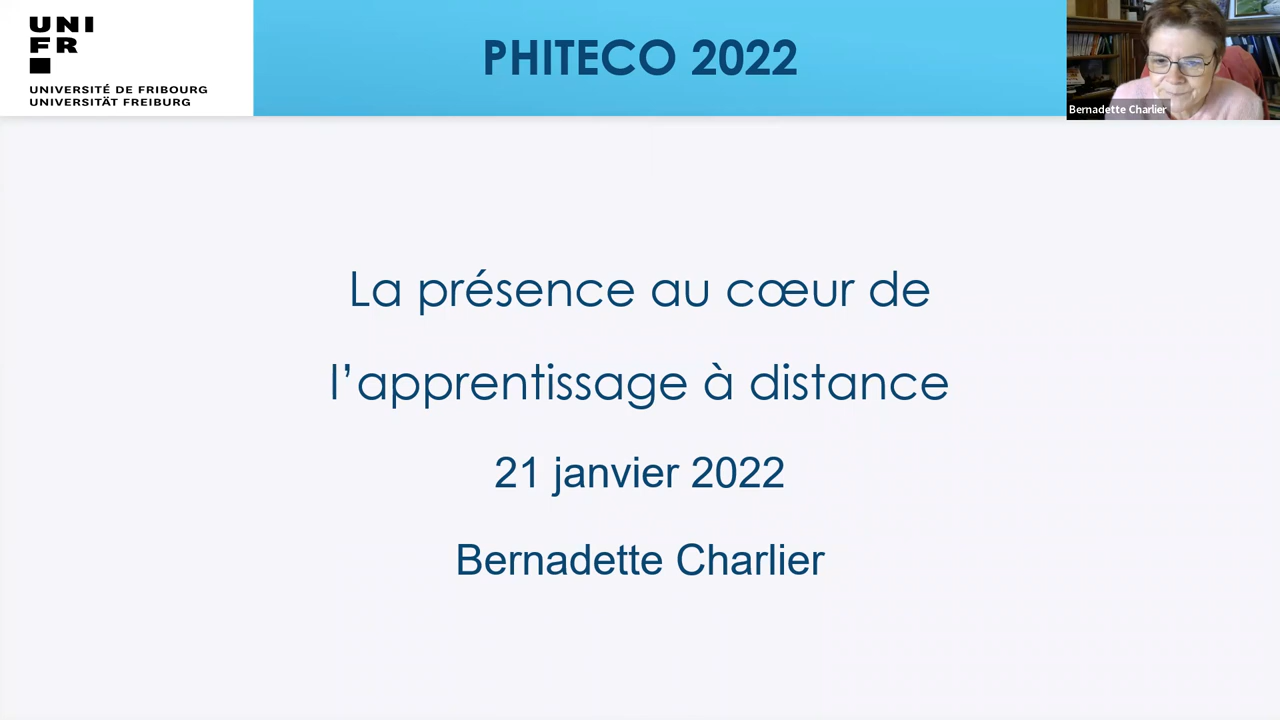 UNI
FR
UNIVERSITÉ DE FRIBOURG
UNIVERSITÄT FREIBURG
PHITECO 2022
Bernadette Charlier
La présence au cœur de
l’apprentissage à distance
21 janvier 2022
Bernadette Charlier